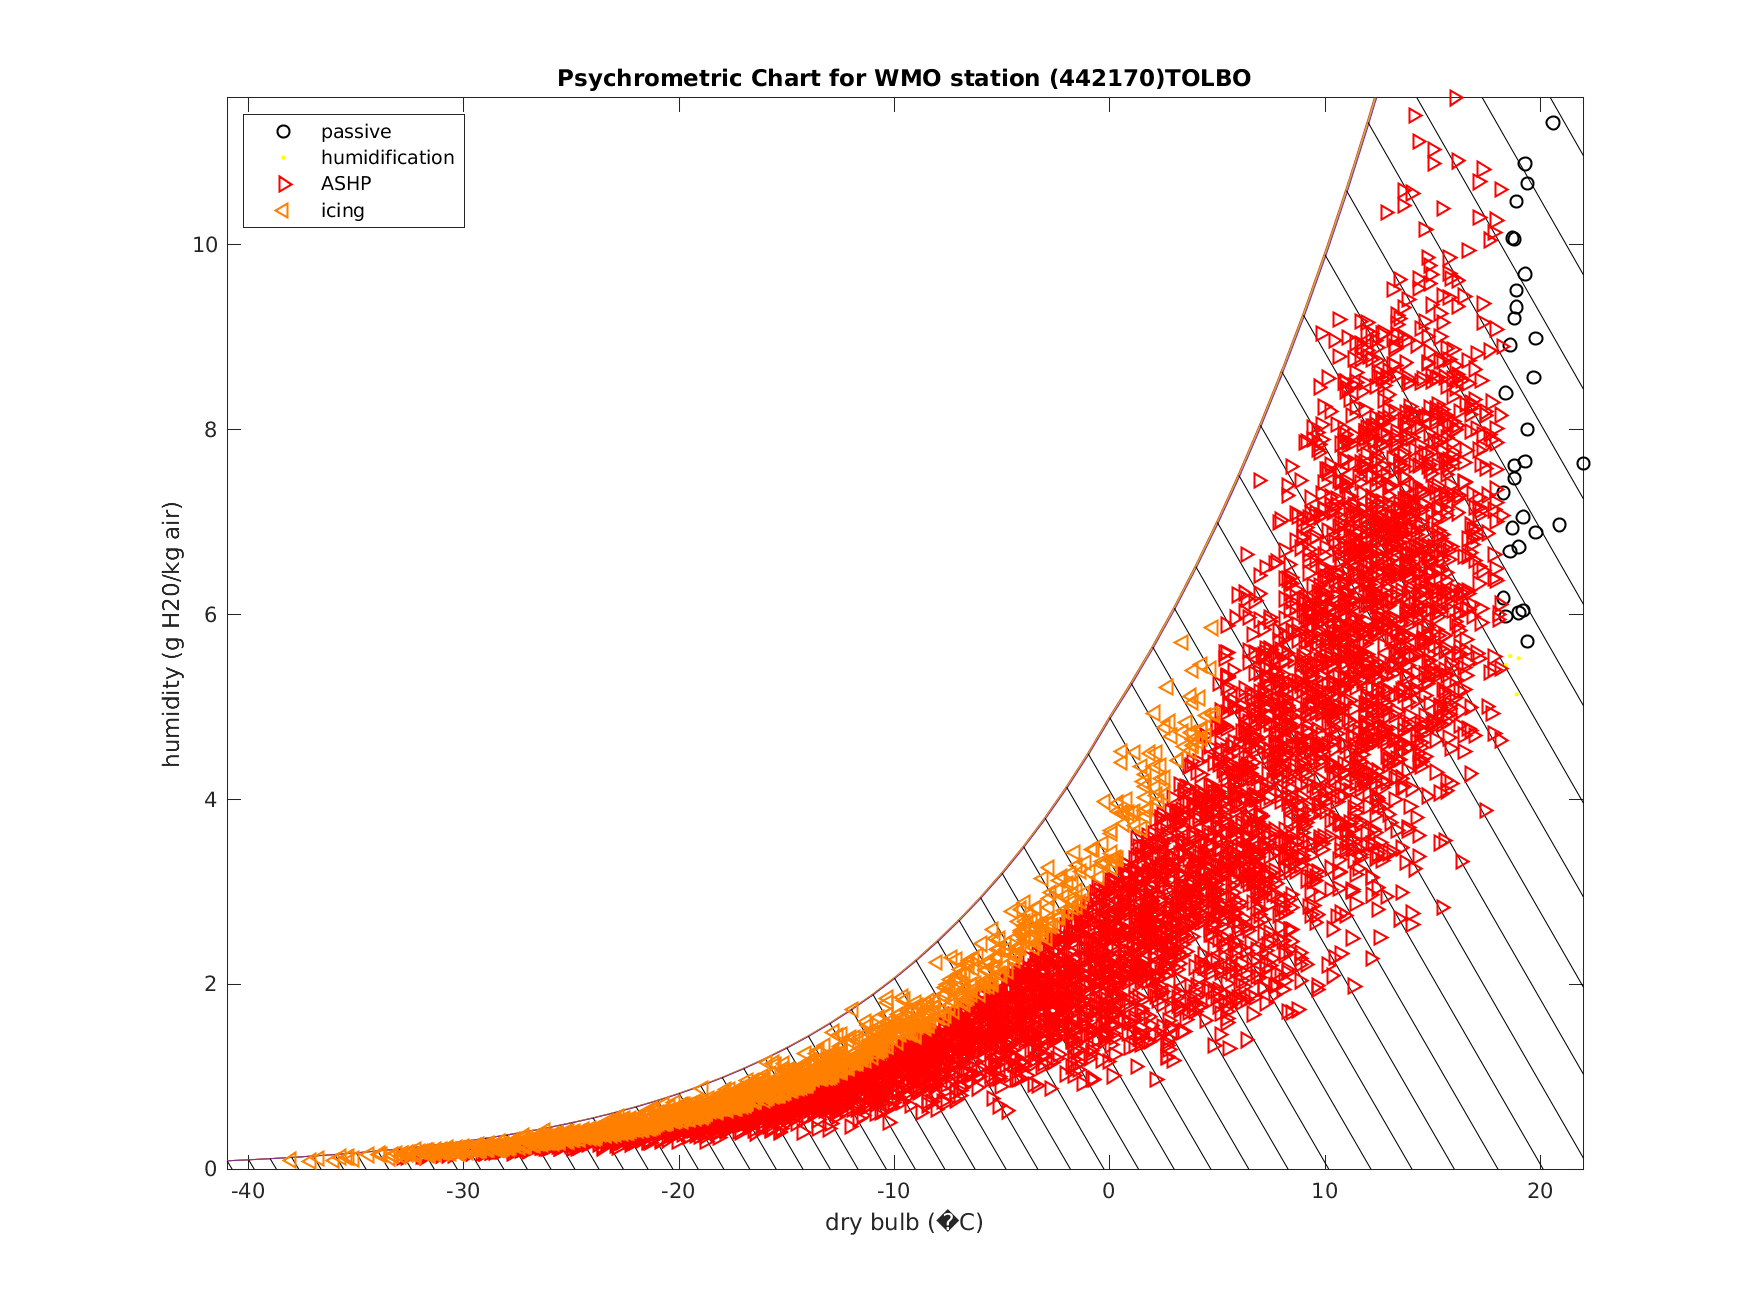 Psychrometric Chart for WMO station (442170)TOLBO
passive
humidification
ASHP
icing
humidity (g H20/kg air)
10
8
6
4
2
0
-40 -30 -20 -10 0 10 20
dry bulb (�C)